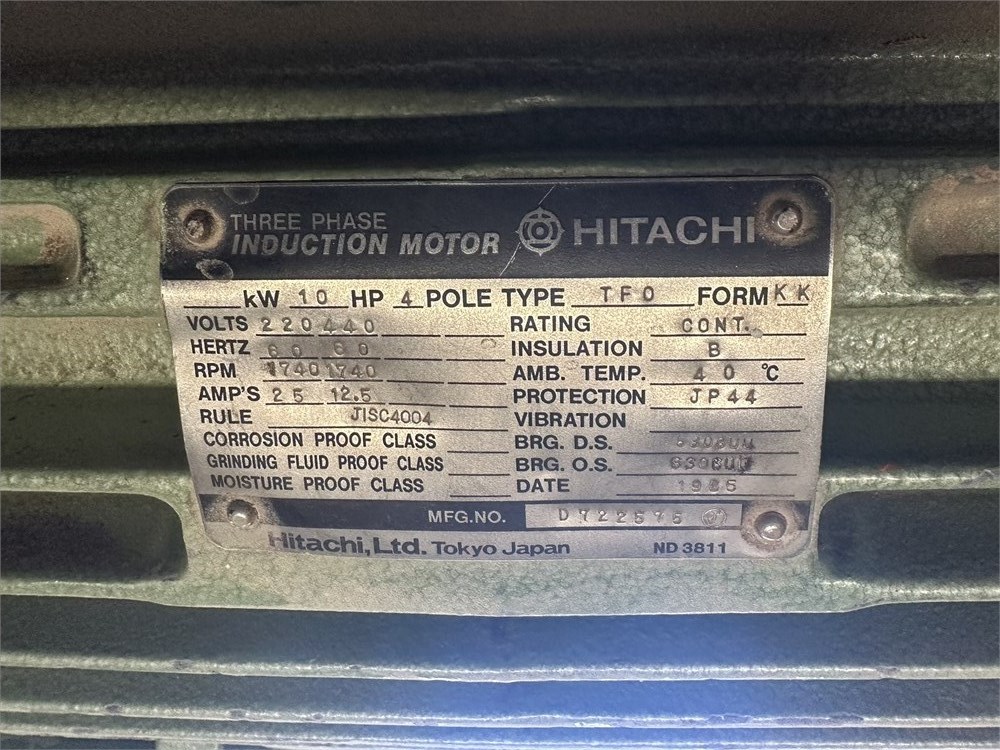 THREE PHASE
INDUCTION MOTOR HITACHI
kW 10 HP 4 POLE TYPE TFO FORM KK
VOLTS 220 440 RATING CONT.
HERTZ 60 60 INSULATION B
RPM 1740 1740 AMB. TEMP. 40 °C
AMP'S 25 12.5 PROTECTION JP44
RULE JISC4004 VIBRATION
CORROSION PROOF CLASS BRG. D.S.
GRINDING FLUID PROOF CLASS BRG. O.S.
MOISTURE PROOF CLASS DATE 1985
MFG.NO. D722575
Hitachi, Ltd. Tokyo Japan ND 3811